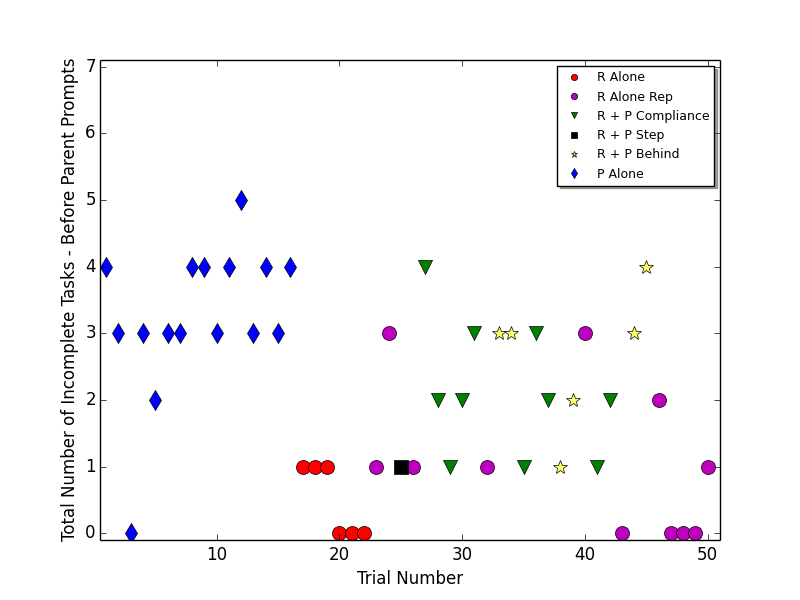 Total Number of Incomplete Tasks - Before Parent Prompts
7
6
5
4
3
2
1
0
R Alone
R Alone Rep
R + P Compliance
R + P Step
R + P Behind
P Alone
10
20
30
40
50
Trial Number